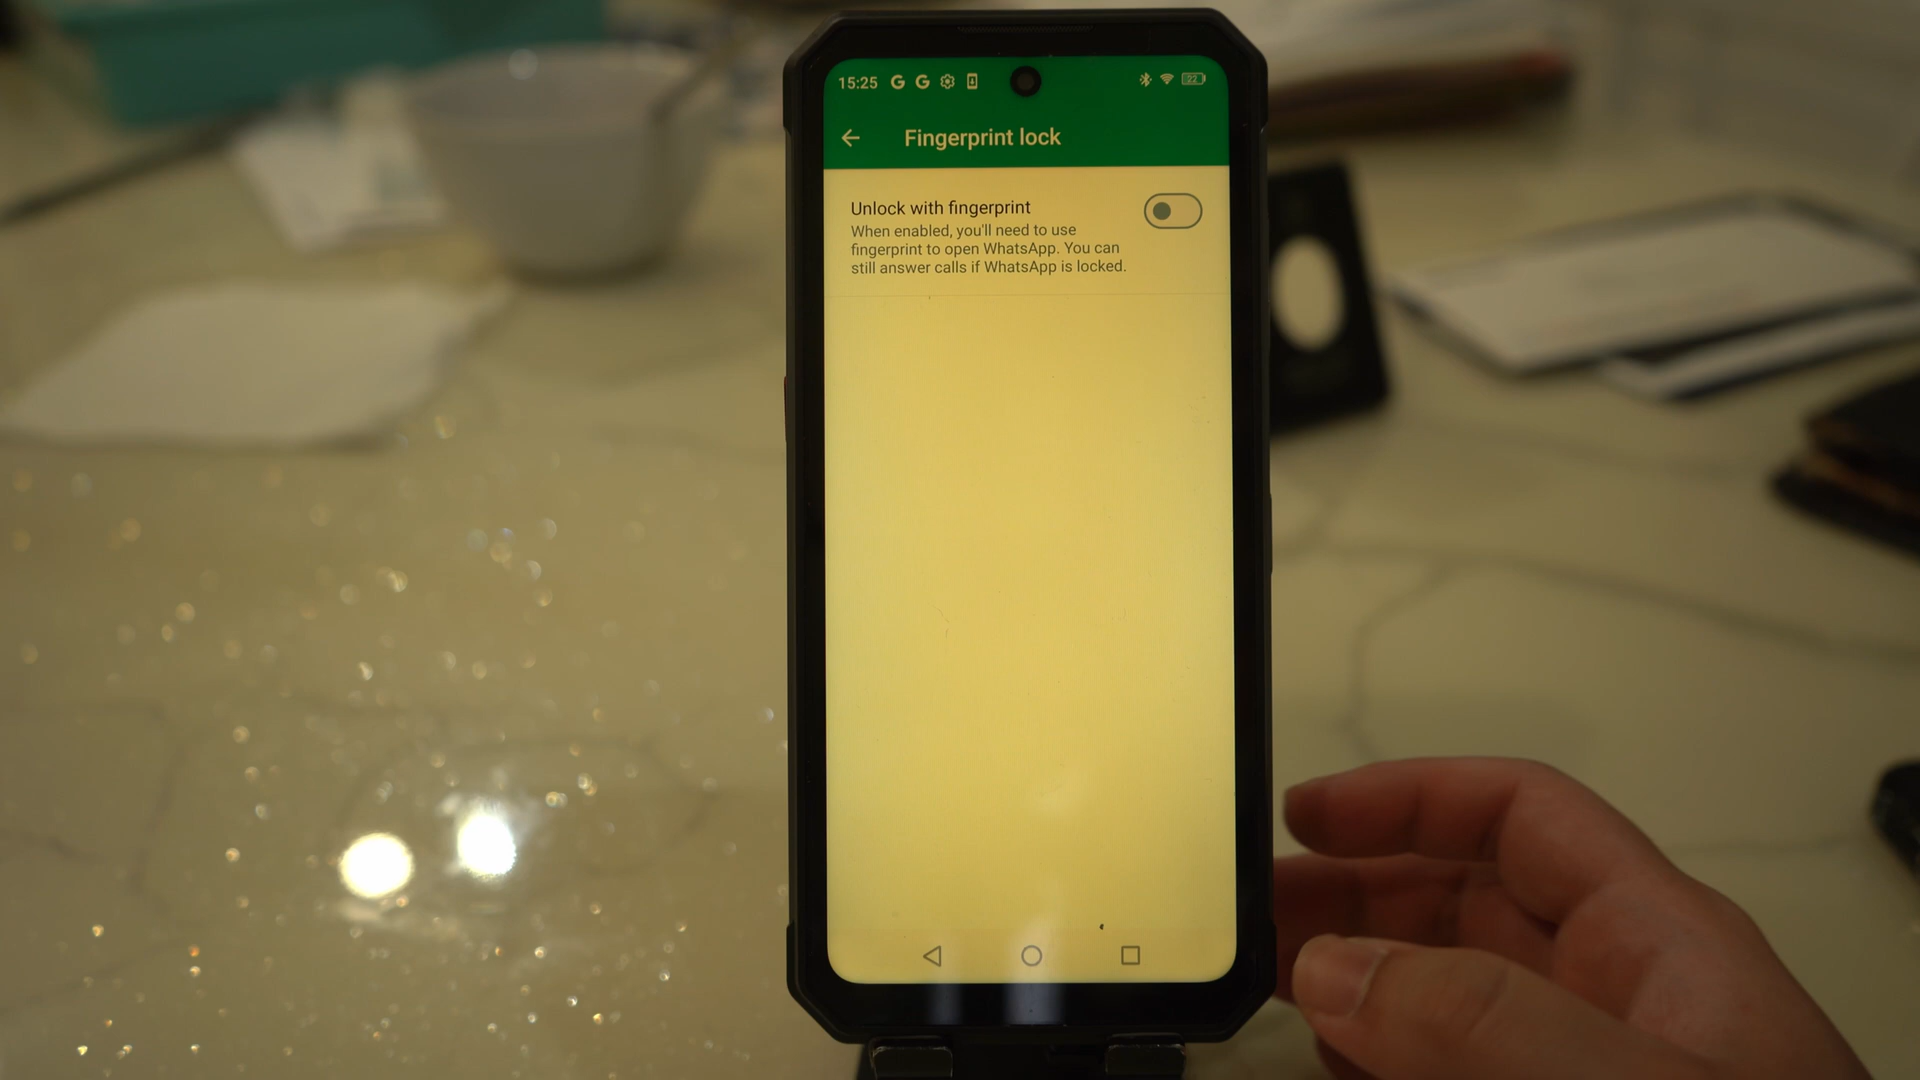 15:25 G G 22
Fingerprint lock
Unlock with fingerprint
When enabled, you'll need to use
fingerprint to open WhatsApp. You can
still answer calls if WhatsApp is locked.